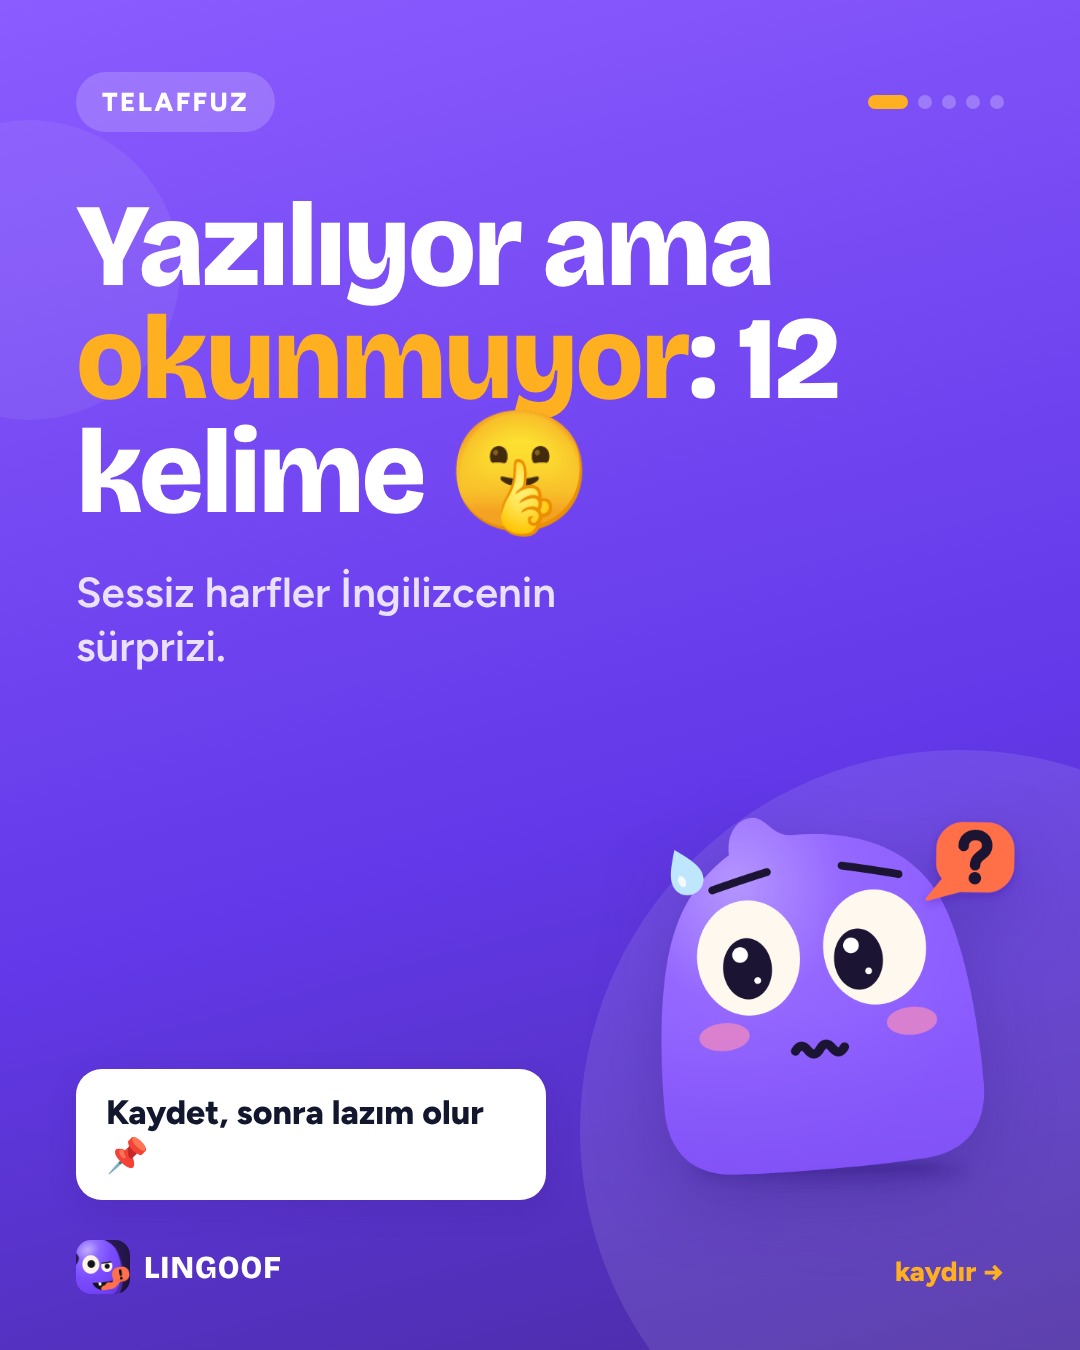 TELAFFUZ
Yazılıyor ama
okunmuyor: 12
kelime 🤫
Sessiz harfler İngilizcenin
sürprizi.
?
Kaydet, sonra lazım olur
📌
LINGOOF
kaydır →